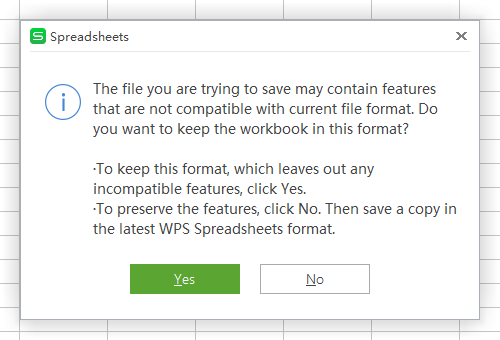 Spreadsheets
The file you are trying to save may contain features
that are not compatible with current file format. Do
you want to keep the workbook in this format?
·To keep this format, which leaves out any
incompatible features, click Yes.
·To preserve the features, click No. Then save a copy in
the latest WPS Spreadsheets format.
Yes No